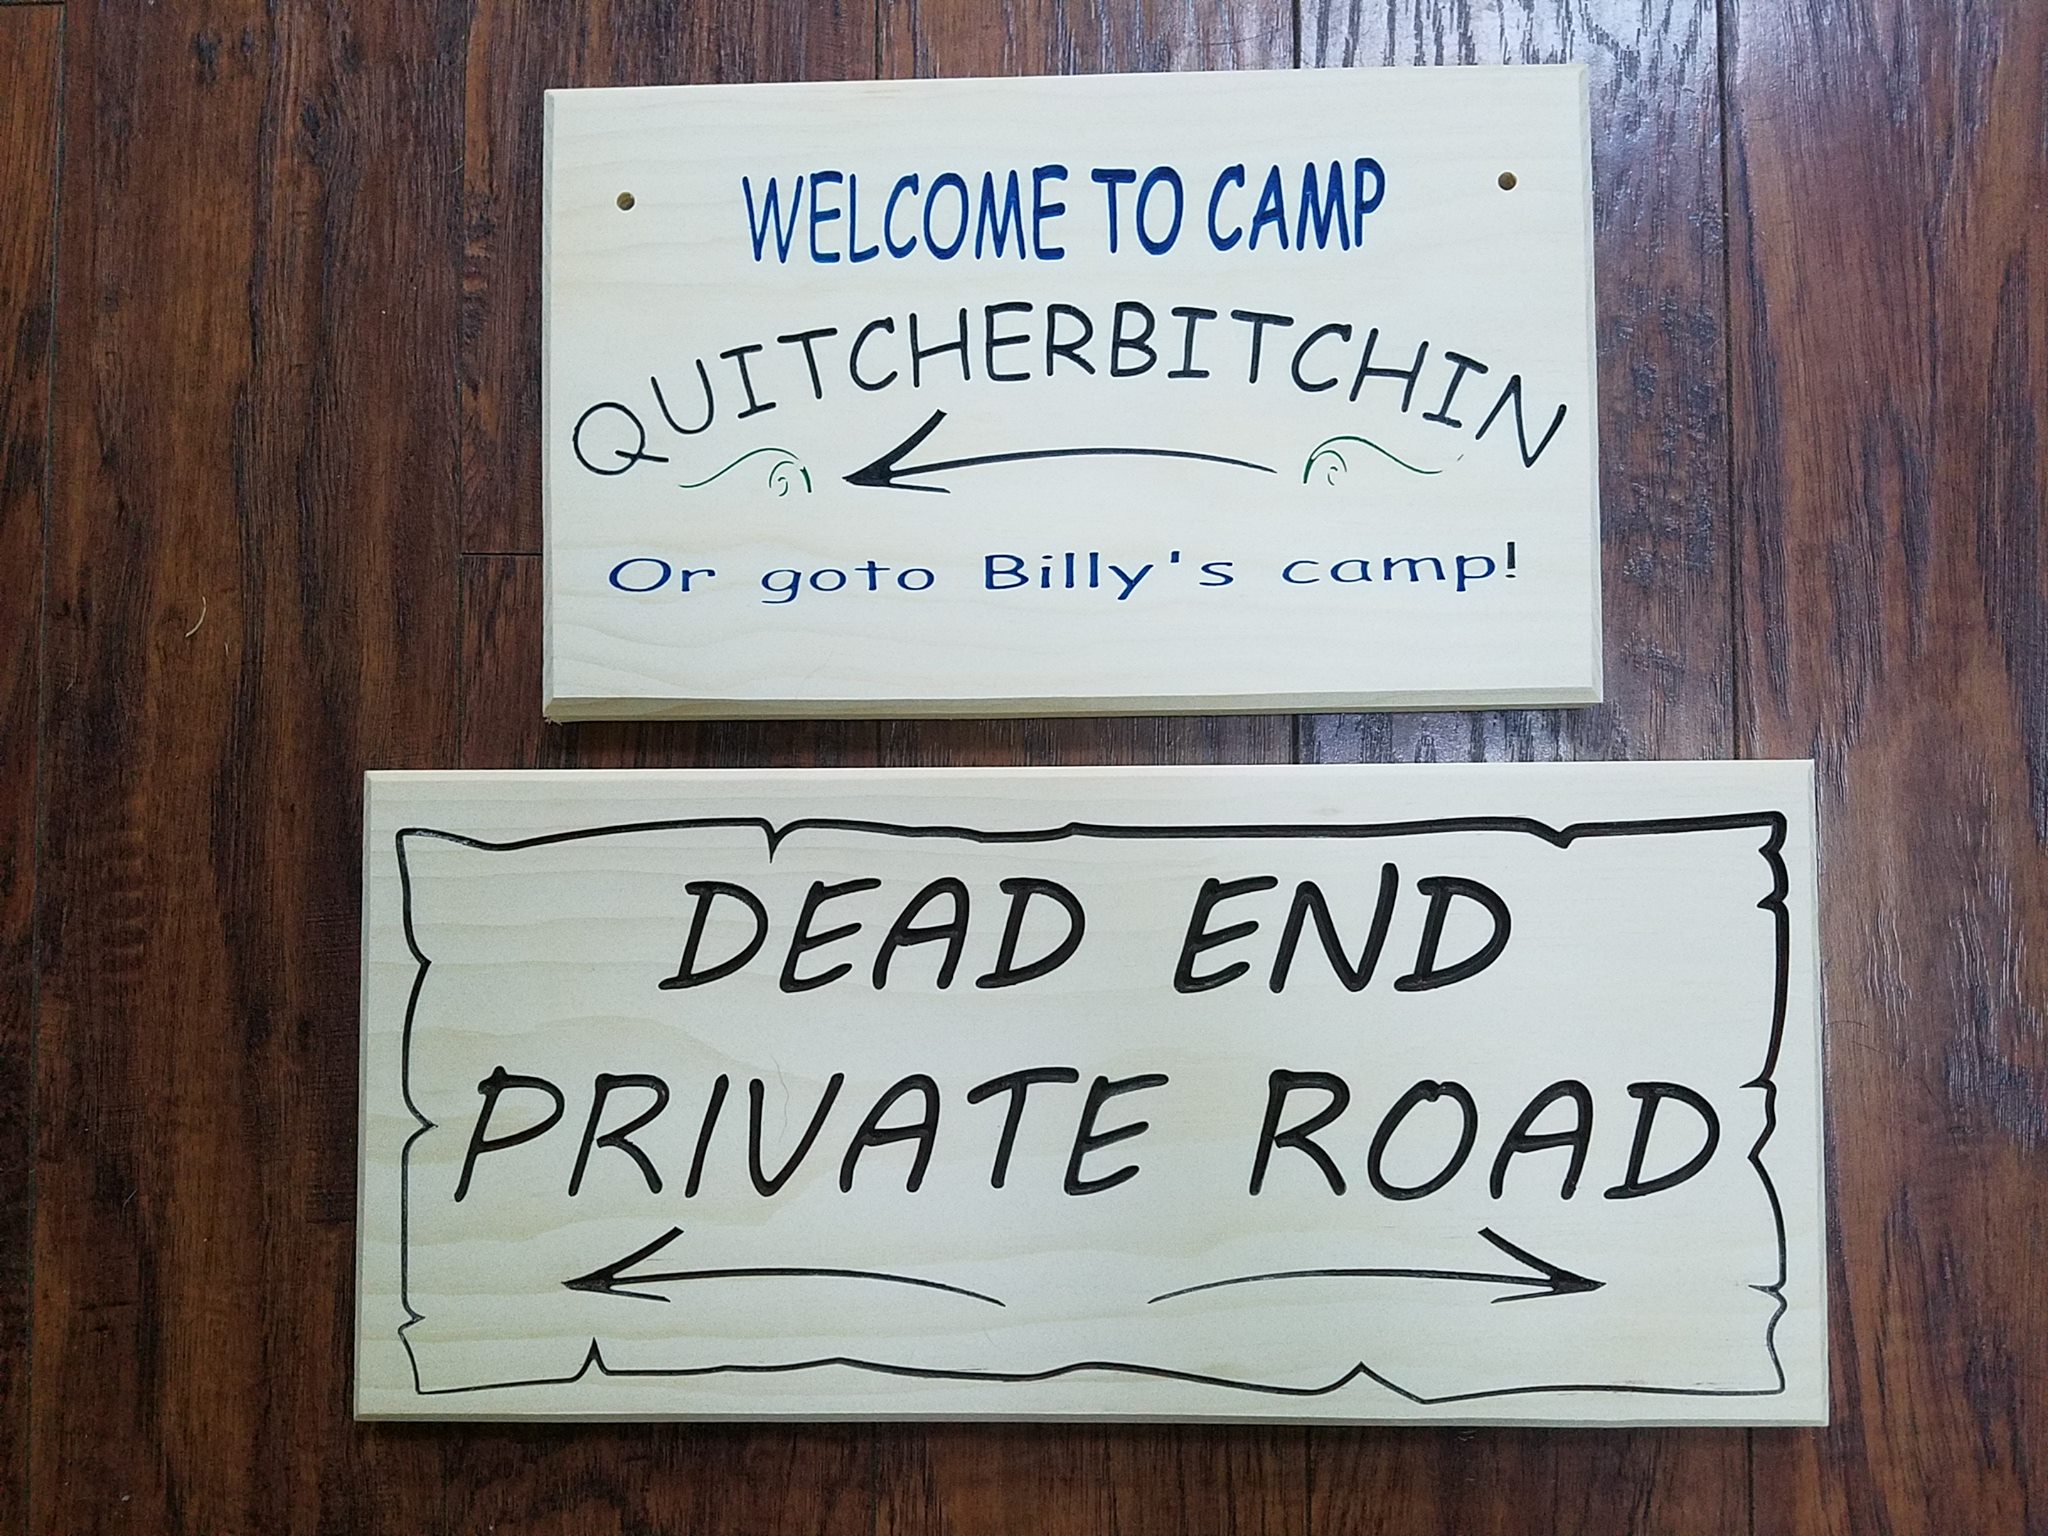 WELCOME TO CAMP
QUITCHERBITCHIN
Or goto Billy's camp!
DEAD END
PRIVATE ROAD